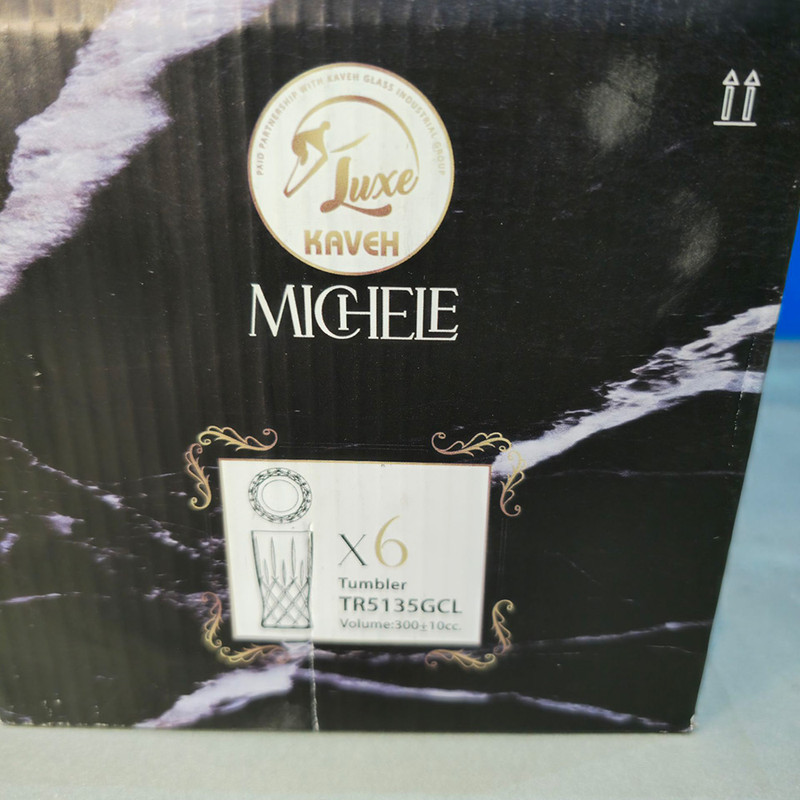 PAID PARTNERSHIP WITH KAVEH GLASS INDUSTRIAL GROUP
Luxe
KAVEH
MICHELE
X6
Tumbler
TR5135GCL
Volume:300±10cc.